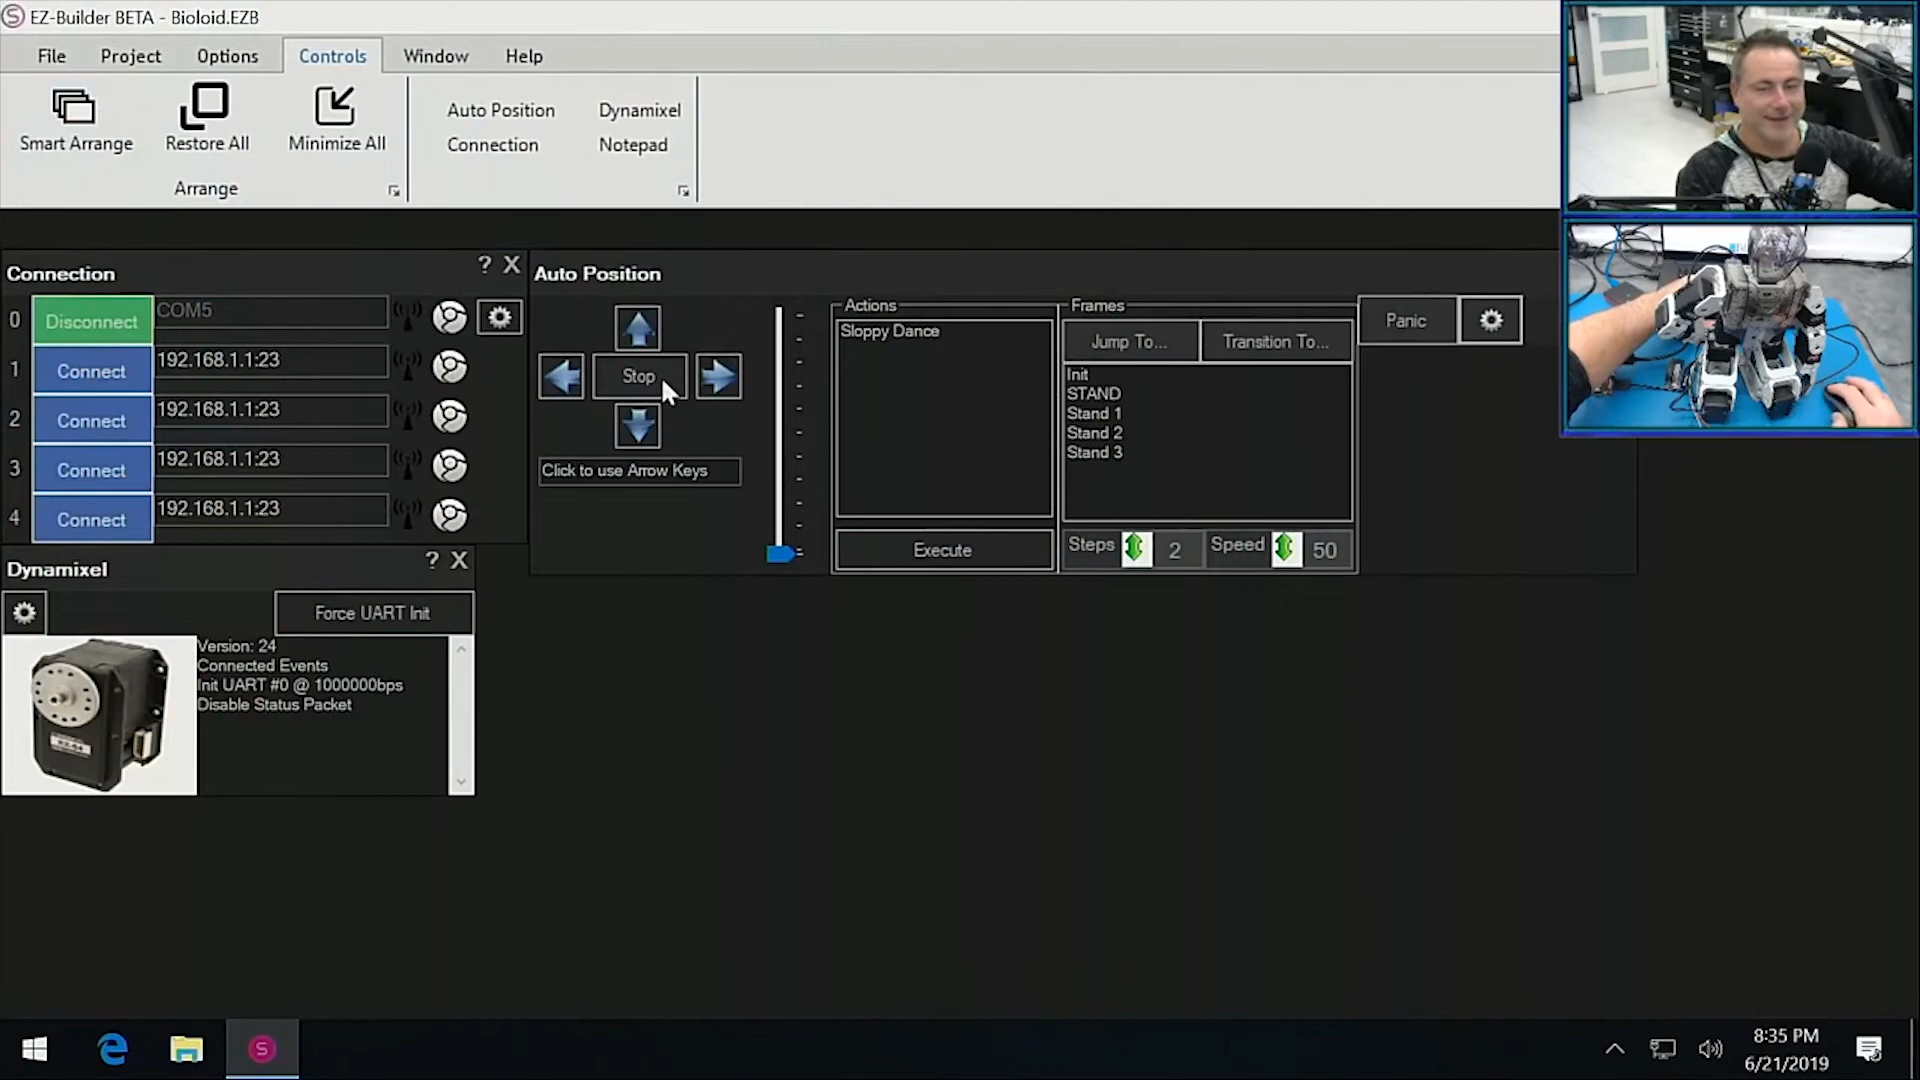 EZ-Builder BETA - Bioloid.EZB
File Project Options Controls Window Help
Smart Arrange Restore All Minimize All
Arrange
Auto Position Dynamixel
Connection Notepad
Connection ? X
0 Disconnect COM5
1 Connect 192.168.1.1:23
2 Connect 192.168.1.1:23
3 Connect 192.168.1.1:23
4 Connect 192.168.1.1:23
Auto Position
Stop
Click to use Arrow Keys
Actions
Sloppy Dance
Execute
Frames
Jump To... Transition To...
Init
STAND
Stand 1
Stand 2
Stand 3
Steps 2 Speed 50
Panic
Dynamixel ? X
Force UART Init
Version: 24
Connected Events
Init UART #0 @ 1000000bps
Disable Status Packet
8:35 PM
6/21/2019